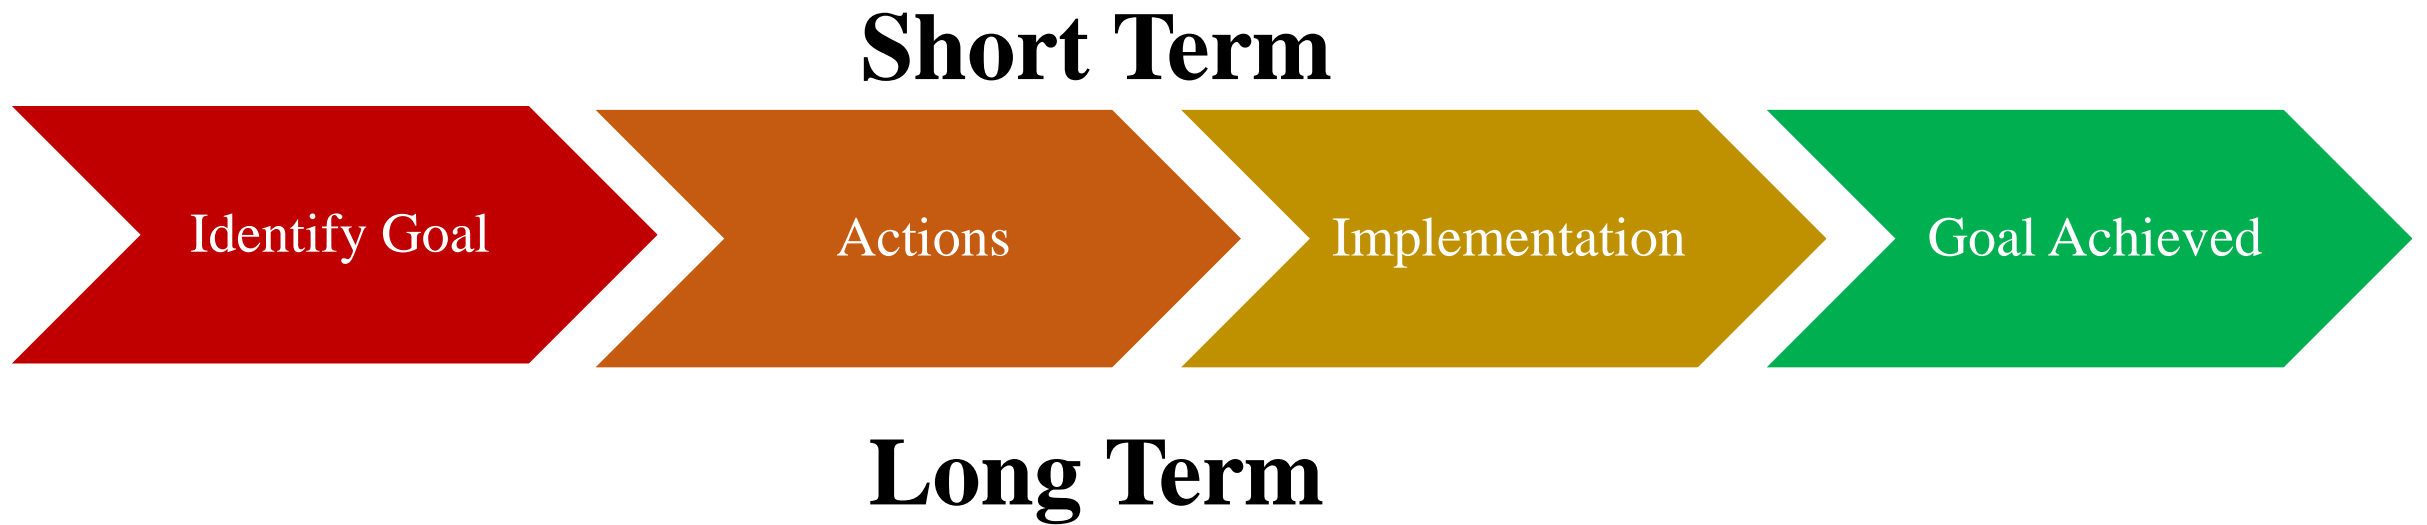 Short Term
Identify Goal
Actions
Implementation
Goal Achieved
Long Term